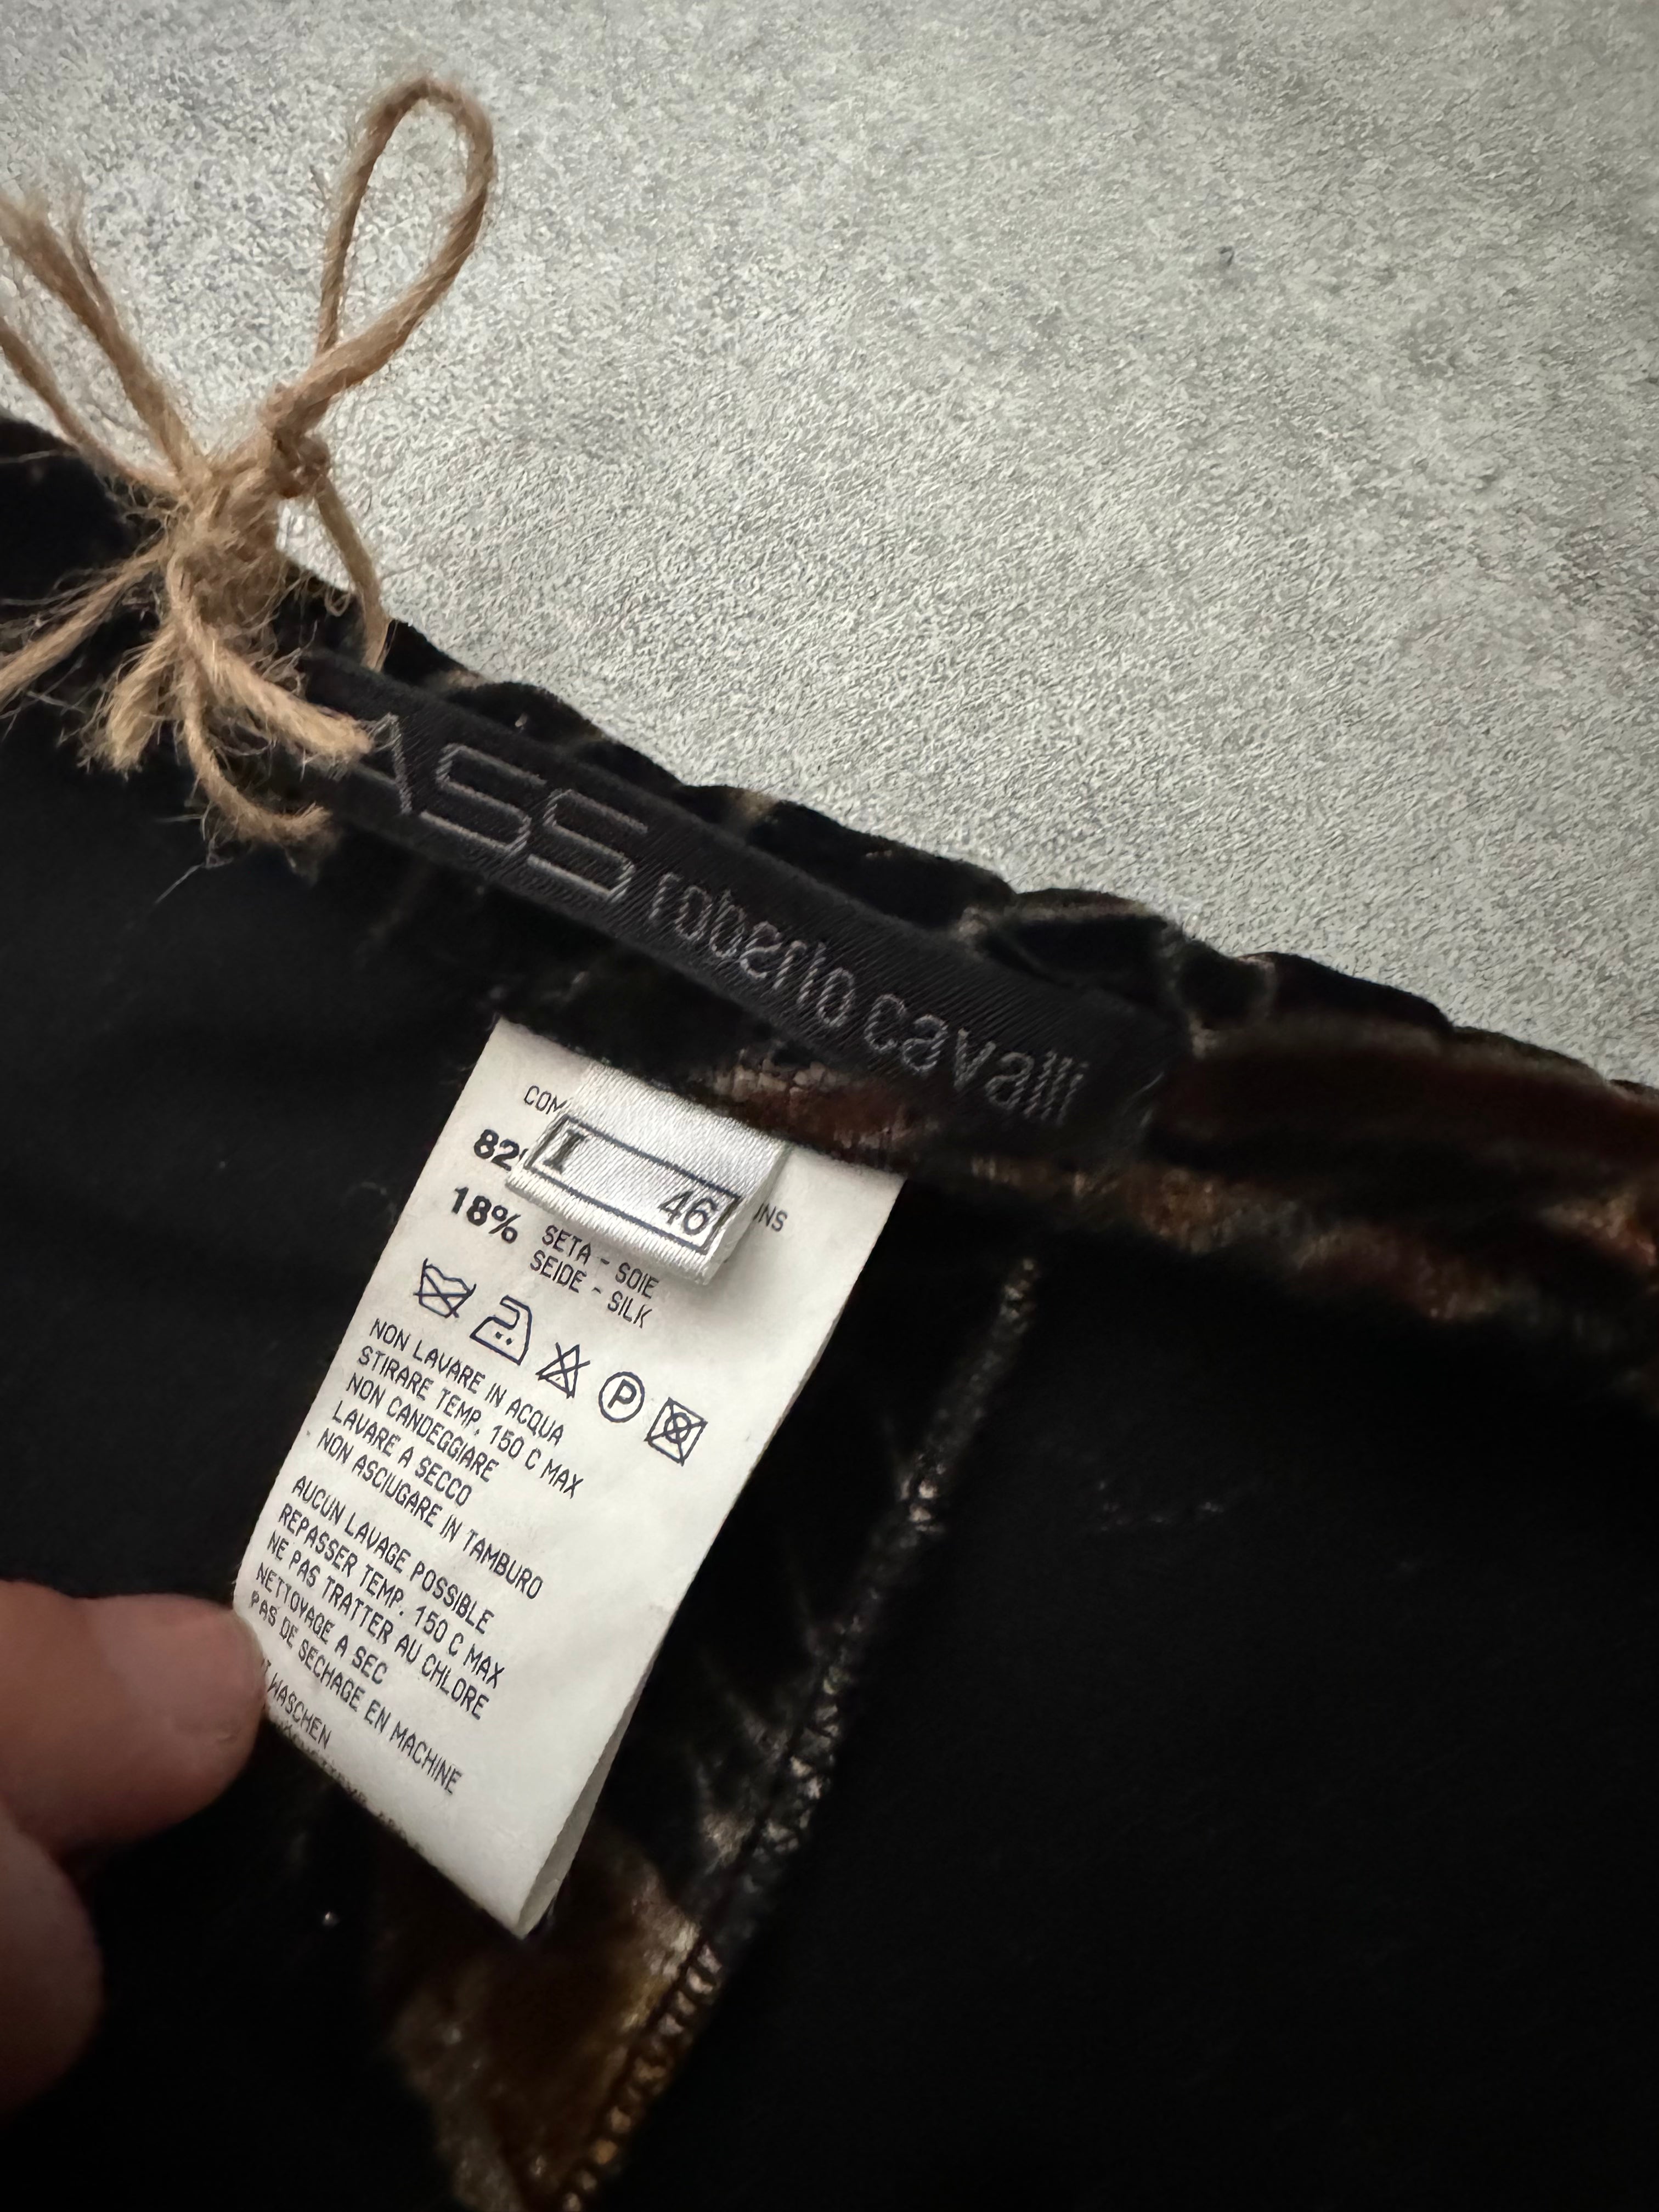 ASS roberto cavalli
COM
I
82
46
18% SETA - SOIE
SEIDE - SILK
P
NON LAVARE IN ACQUA
STIRARE TEMP. 150 C MAX
NON CANDEGGIARE
LAVARE A SECCO
NON ASCIUGARE IN TAMBURO
AUCUN LAVAGE POSSIBLE
REPASSER TEMP. 150 C MAX
NE PAS TRATTER AU CHLORE
NETTOYAGE A SEC
PAS DE SECHAGE EN MACHINE
WASCHEN